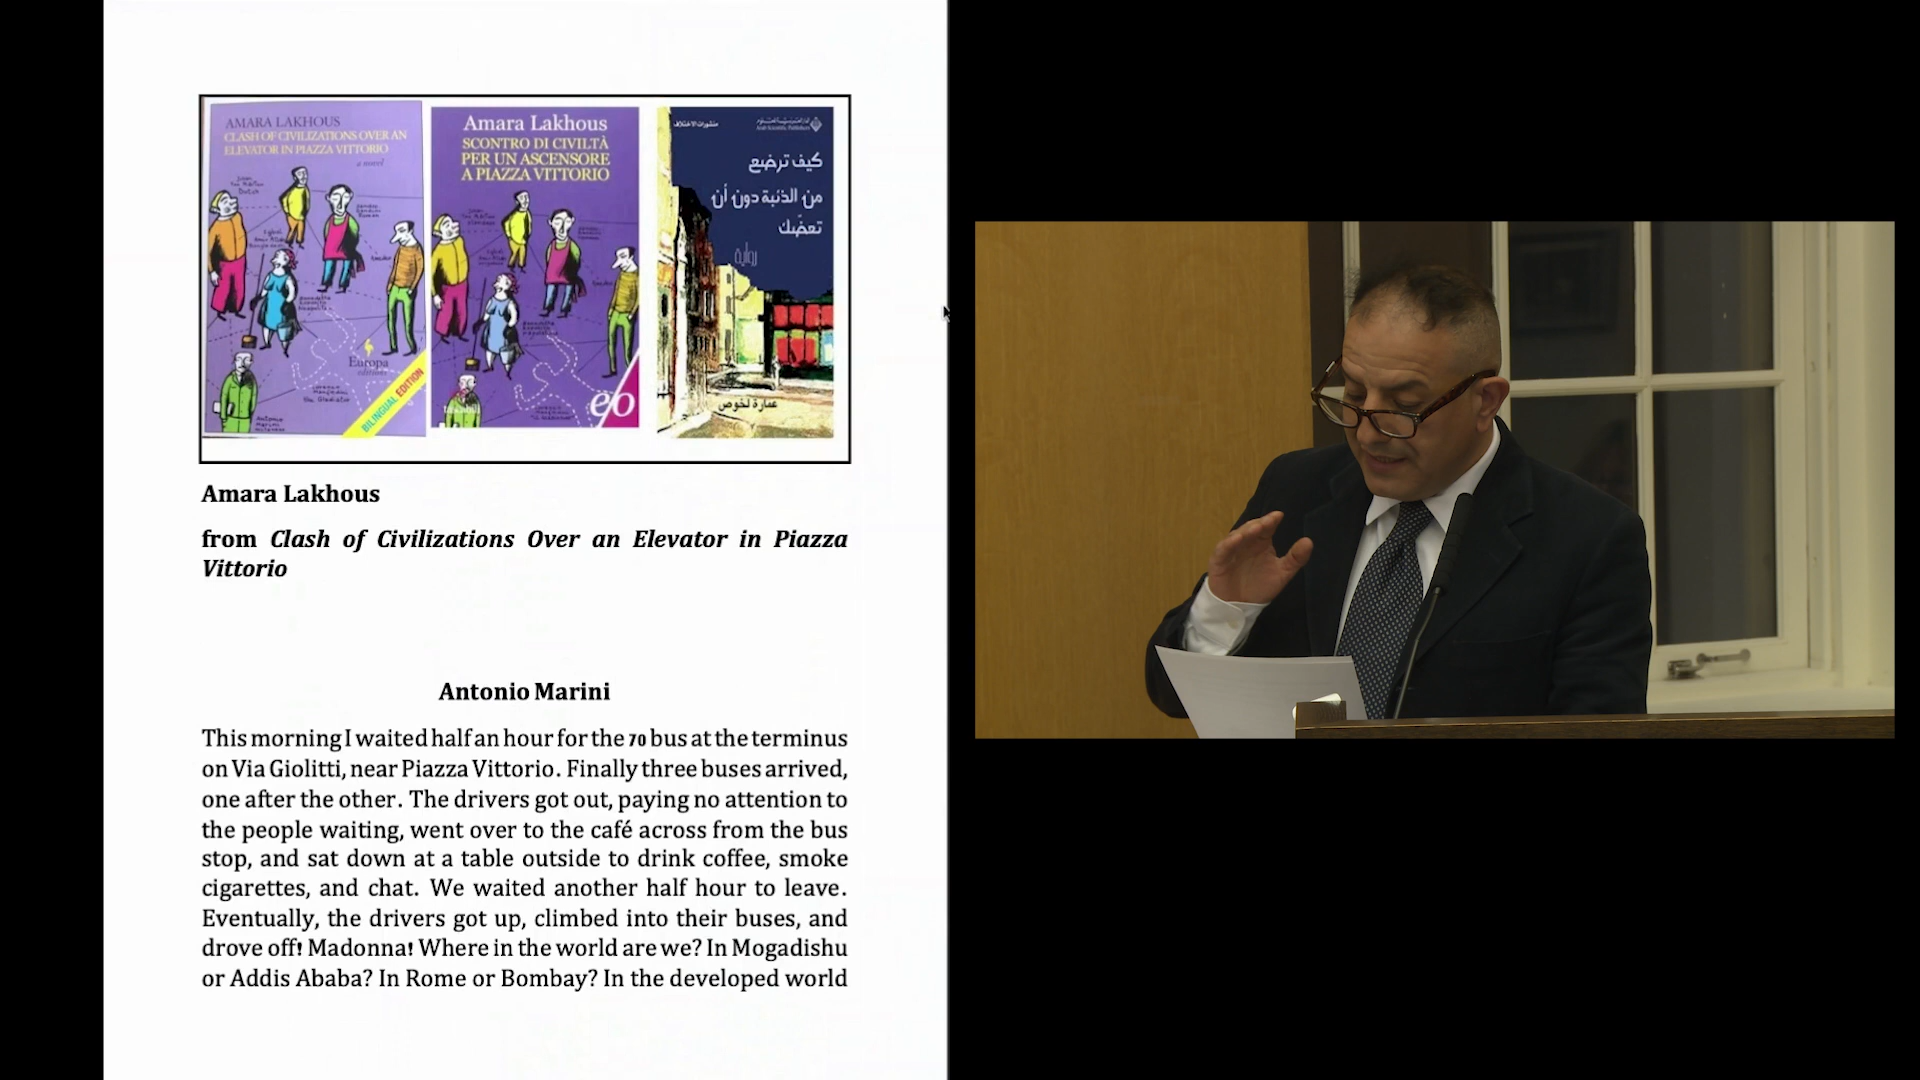 AMARA LAKHOUS
CLASH OF CIVILIZATIONS OVER AN
ELEVATOR IN PIAZZA VITTORIO
a novel
Europa
editions
BILINGUAL EDITION
Amara Lakhous
SCONTRO DI CIVILTÀ
PER UN ASCENSORE
A PIAZZA VITTORIO
e/o
منشورات الاختلاف
Arab Scientific Publishers
كيف ترضع
من الذئبة دون أن
تعضّك
رواية
عمارة لخوص
Amara Lakhous
from Clash of Civilizations Over an Elevator in Piazza
Vittorio
Antonio Marini
This morning I waited half an hour for the 70 bus at the terminus
on Via Giolitti, near Piazza Vittorio. Finally three buses arrived,
one after the other. The drivers got out, paying no attention to
the people waiting, went over to the café across from the bus
stop, and sat down at a table outside to drink coffee, smoke
cigarettes, and chat. We waited another half hour to leave.
Eventually, the drivers got up, climbed into their buses, and
drove off! Madonna! Where in the world are we? In Mogadishu
or Addis Ababa? In Rome or Bombay? In the developed world